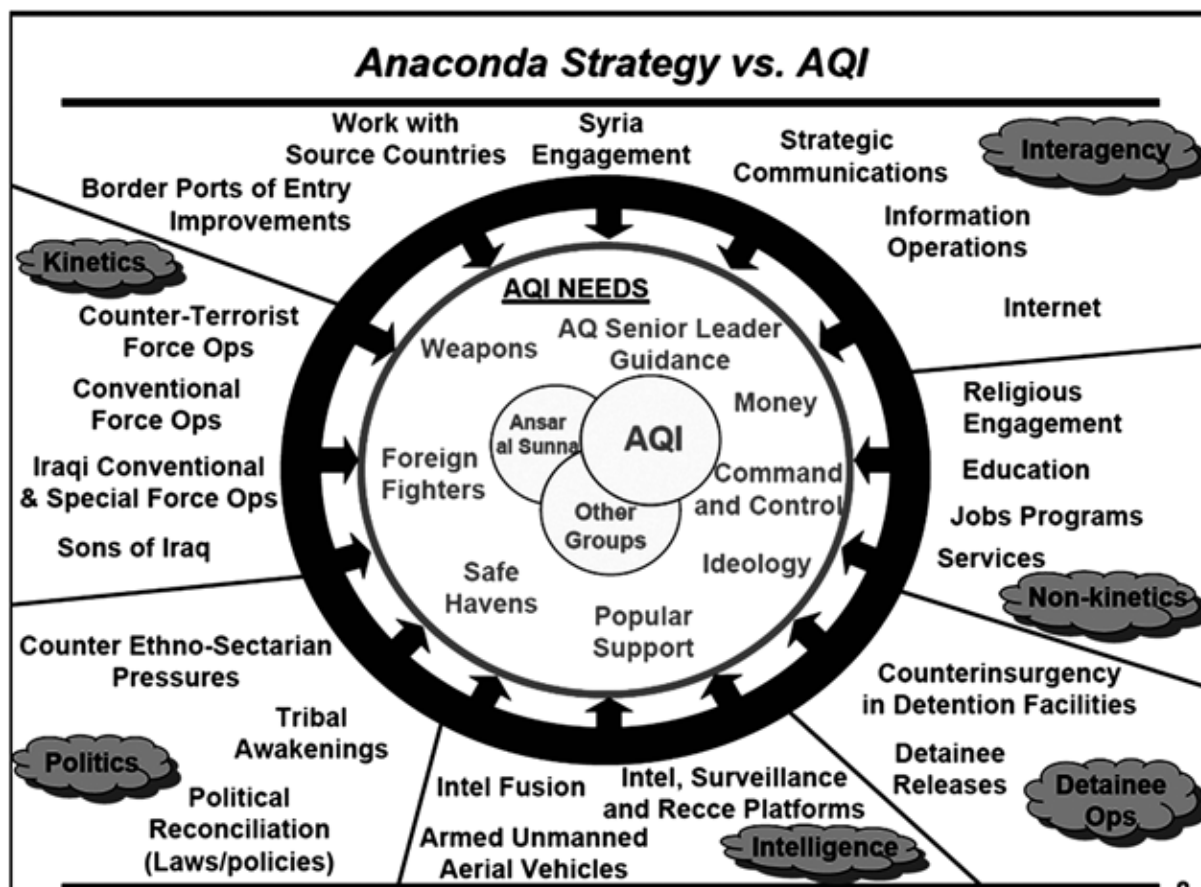 Anaconda Strategy vs. AQI
Work with
Source Countries
Syria
Engagement
Strategic
Communications
Interagency
Border Ports of Entry
Improvements
Information
Operations
Internet
Kinetics
Counter-Terrorist
Force Ops
Conventional
Force Ops
Iraqi Conventional
& Special Force Ops
Sons of Iraq
AQI NEEDS
Weapons
AQ Senior Leader
Guidance
Money
Ansar
al Sunna
AQI
Foreign
Fighters
Command
and Control
Other
Groups
Ideology
Safe
Havens
Popular
Support
Religious
Engagement
Education
Jobs Programs
Services
Non-kinetics
Counter Ethno-Sectarian
Pressures
Tribal
Awakenings
Politics
Political
Reconciliation
(Laws/policies)
Intel Fusion
Armed Unmanned
Aerial Vehicles
Intel, Surveillance
and Recce Platforms
Intelligence
Counterinsurgency
in Detention Facilities
Detainee
Releases
Detainee
Ops